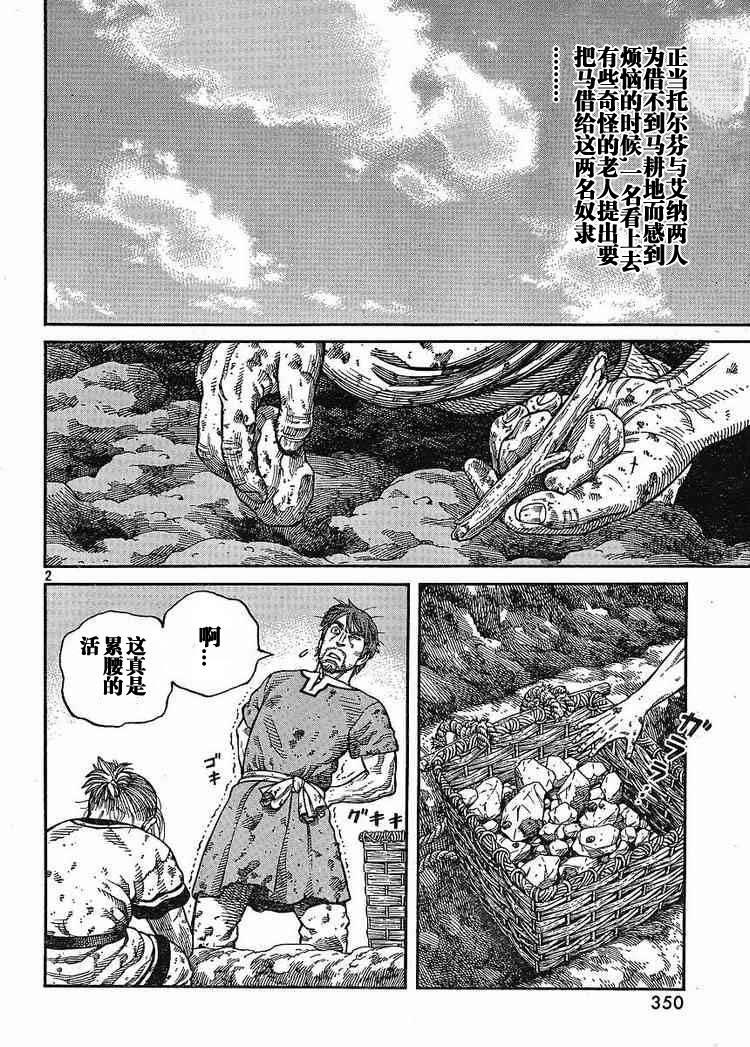 正当托尔芬与艾纳两人
为借不到马耕地而感到
烦恼的时候,一名看上去
有些奇怪的老人提出要
把马借给这两名奴隶
………
2
ガラララ…
啊…
这真是
累腰的
活
ゴキ
グキキ
350